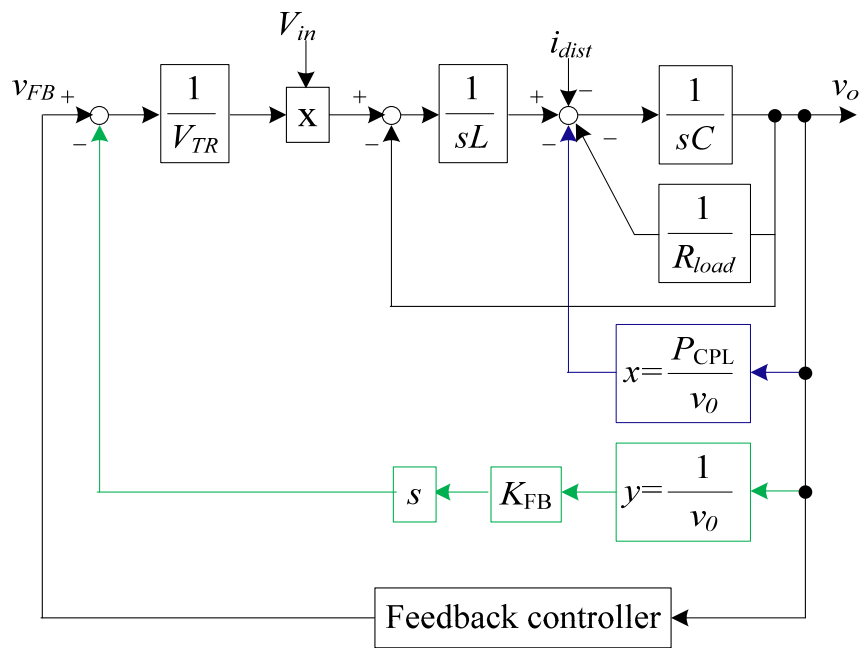 V_in
v_FB + − 1/V_TR x + − 1/sL + − i_dist − − 1/sC v_o
1/R_load
x=P_CPL/v_0
s K_FB y=1/v_0
Feedback controller